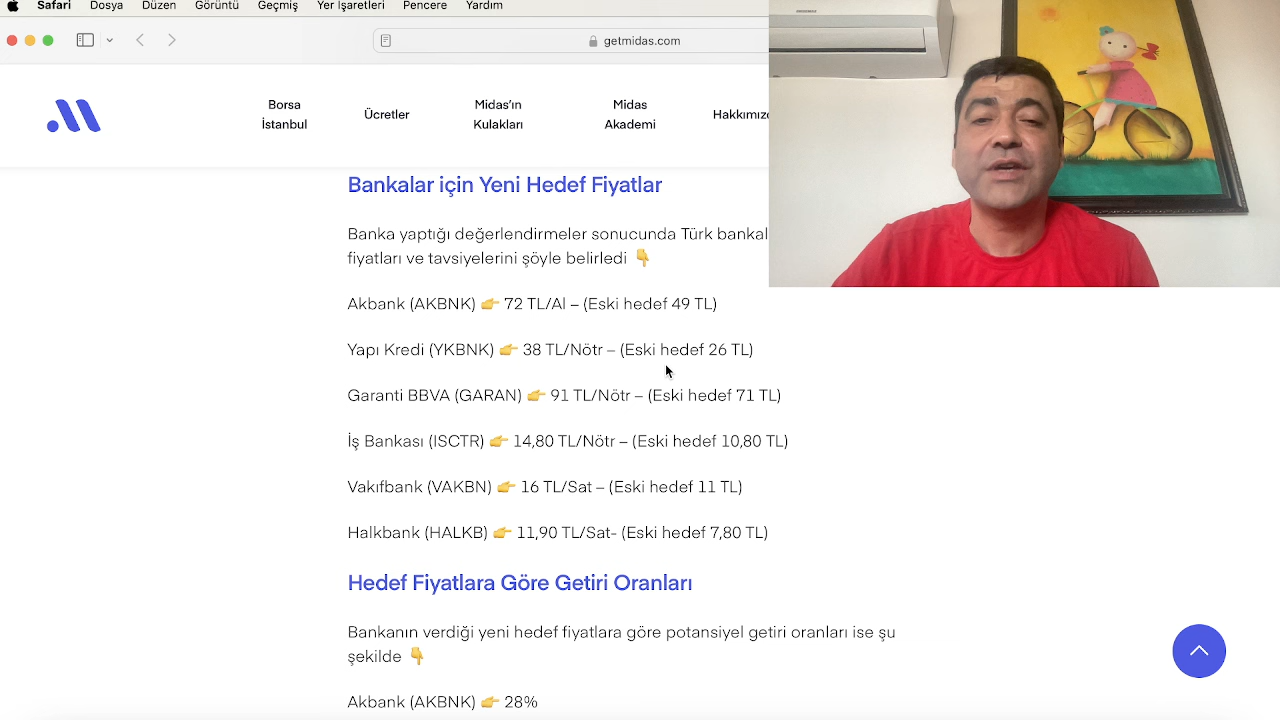 Safari Dosya Düzen Görüntü Geçmiş Yer İşaretleri Pencere Yardım
getmidas.com
Borsa İstanbul
Ücretler
Midas'ın Kulakları
Midas Akademi
Hakkımızd
Bankalar için Yeni Hedef Fiyatlar
Banka yaptığı değerlendirmeler sonucunda Türk bankal
fiyatları ve tavsiyelerini şöyle belirledi 👇
Akbank (AKBNK) 👉 72 TL/Al – (Eski hedef 49 TL)
Yapı Kredi (YKBNK) 👉 38 TL/Nötr – (Eski hedef 26 TL)
Garanti BBVA (GARAN) 👉 91 TL/Nötr – (Eski hedef 71 TL)
İş Bankası (ISCTR) 👉 14,80 TL/Nötr – (Eski hedef 10,80 TL)
Vakıfbank (VAKBN) 👉 16 TL/Sat – (Eski hedef 11 TL)
Halkbank (HALKB) 👉 11,90 TL/Sat- (Eski hedef 7,80 TL)
Hedef Fiyatlara Göre Getiri Oranları
Bankanın verdiği yeni hedef fiyatlara göre potansiyel getiri oranları ise şu
şekilde 👇
Akbank (AKBNK) 👉 28%